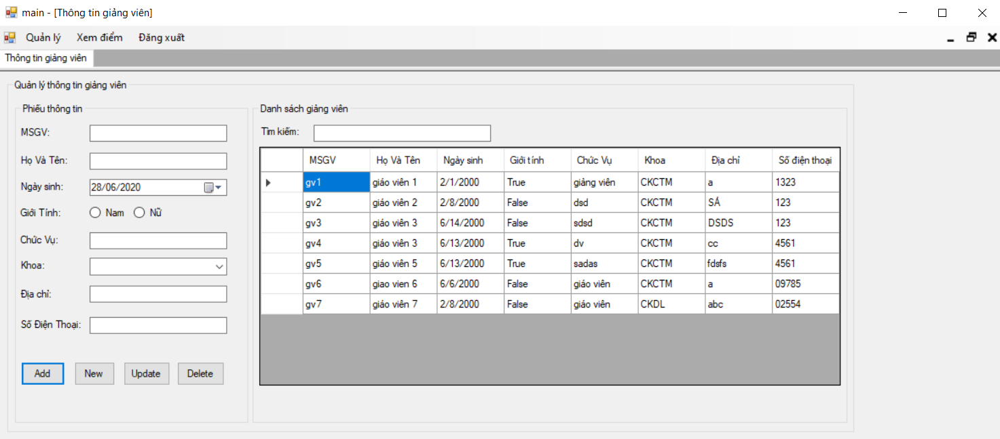 main - [Thông tin giảng viên]
Quản lý Xem điểm Đăng xuất
Thông tin giảng viên
Quản lý thông tin giảng viên
Phiếu thông tin
MSGV:
Họ Và Tên:
Ngày sinh: 28/06/2020
Giới Tính: Nam Nữ
Chức Vụ:
Khoa:
Địa chỉ:
Số Điện Thoại:
Add New Update Delete
Danh sách giảng viên
Tìm kiếm:
MSGV Họ Và Tên Ngày sinh Giới tính Chức Vụ Khoa Địa chỉ Số điện thoại
gv1 giáo viên 1 2/1/2000 True giảng viên CKCTM a 1323
gv2 giáo viên 2 2/8/2000 False dsd CKCTM SÁ 123
gv3 giáo viên 3 6/14/2000 False sdsd CKCTM DSDS 123
gv4 giáo viên 3 6/13/2000 True dv CKCTM cc 4561
gv5 giáo viên 5 6/13/2000 True sadas CKCTM fdsfs 4561
gv6 giao vien 6 6/6/2000 False giáo viên CKCTM a 09785
gv7 giáo viên 7 2/8/2000 False giáo viên CKDL abc 02554